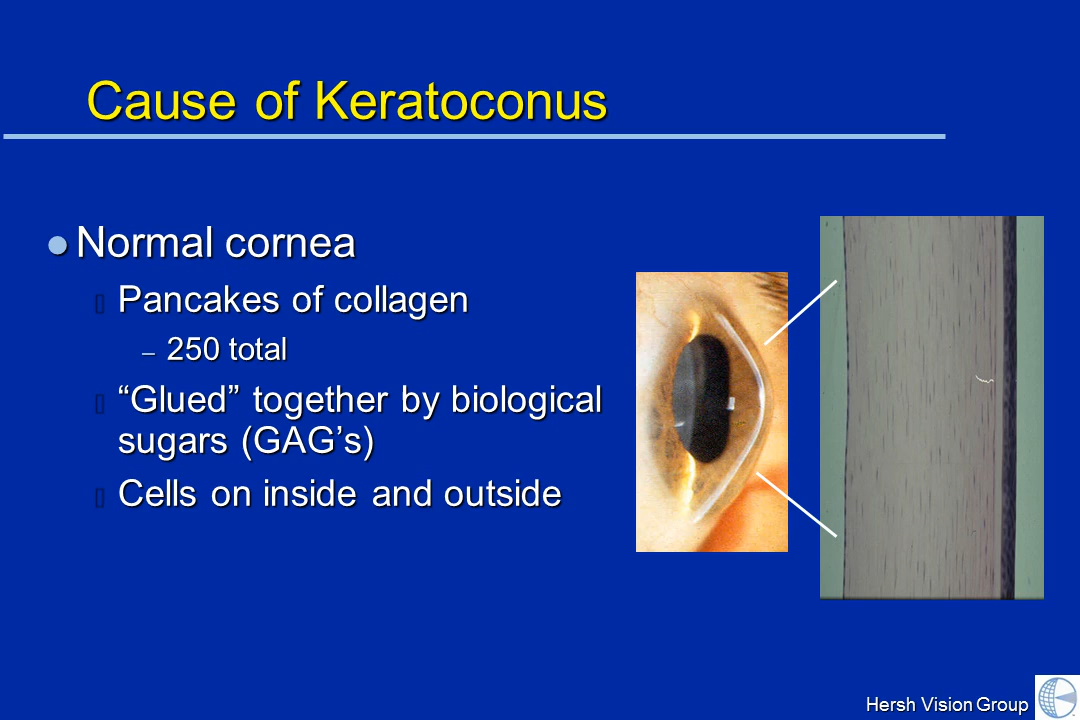 Cause of Keratoconus
Normal cornea
Pancakes of collagen
– 250 total
“Glued” together by biological
sugars (GAG’s)
Cells on inside and outside
Hersh Vision Group